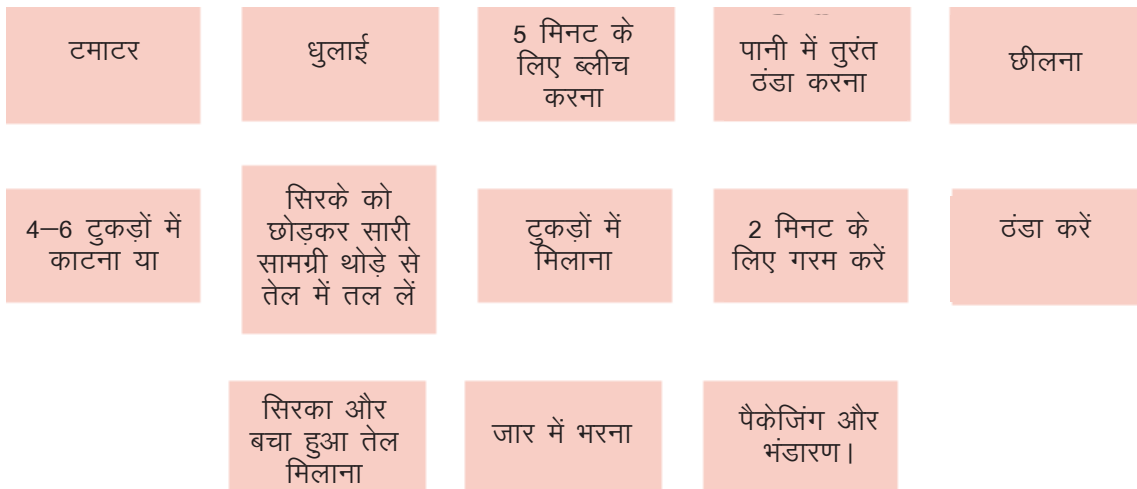 टमाटर
धुलाई
5 मिनट के
लिए ब्लीच
करना
पानी में तुरंत
ठंडा करना
छीलना
4–6 टुकड़ों में
काटना या
सिरके को
छोड़कर सारी
सामग्री थोड़े से
तेल में तल लें
टुकड़ों में
मिलाना
2 मिनट के
लिए गरम करें
ठंडा करें
सिरका और
बचा हुआ तेल
मिलाना
जार में भरना
पैकेजिंग और
भंडारण।